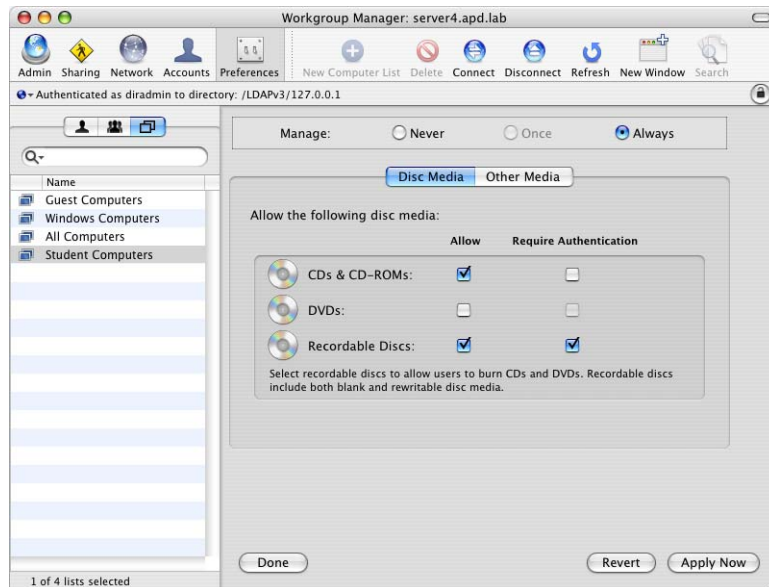 Workgroup Manager: server4.apd.lab
Admin Sharing Network Accounts Preferences New Computer List Delete Connect Disconnect Refresh New Window Search
Authenticated as diradmin to directory: /LDAPv3/127.0.0.1
Manage: Never Once Always
Disc Media Other Media
Name
Guest Computers
Windows Computers
All Computers
Student Computers
Allow the following disc media:
Allow Require Authentication
CDs & CD-ROMs:
DVDs:
Recordable Discs:
Select recordable discs to allow users to burn CDs and DVDs. Recordable discs
include both blank and rewritable disc media.
Done Revert Apply Now
1 of 4 lists selected